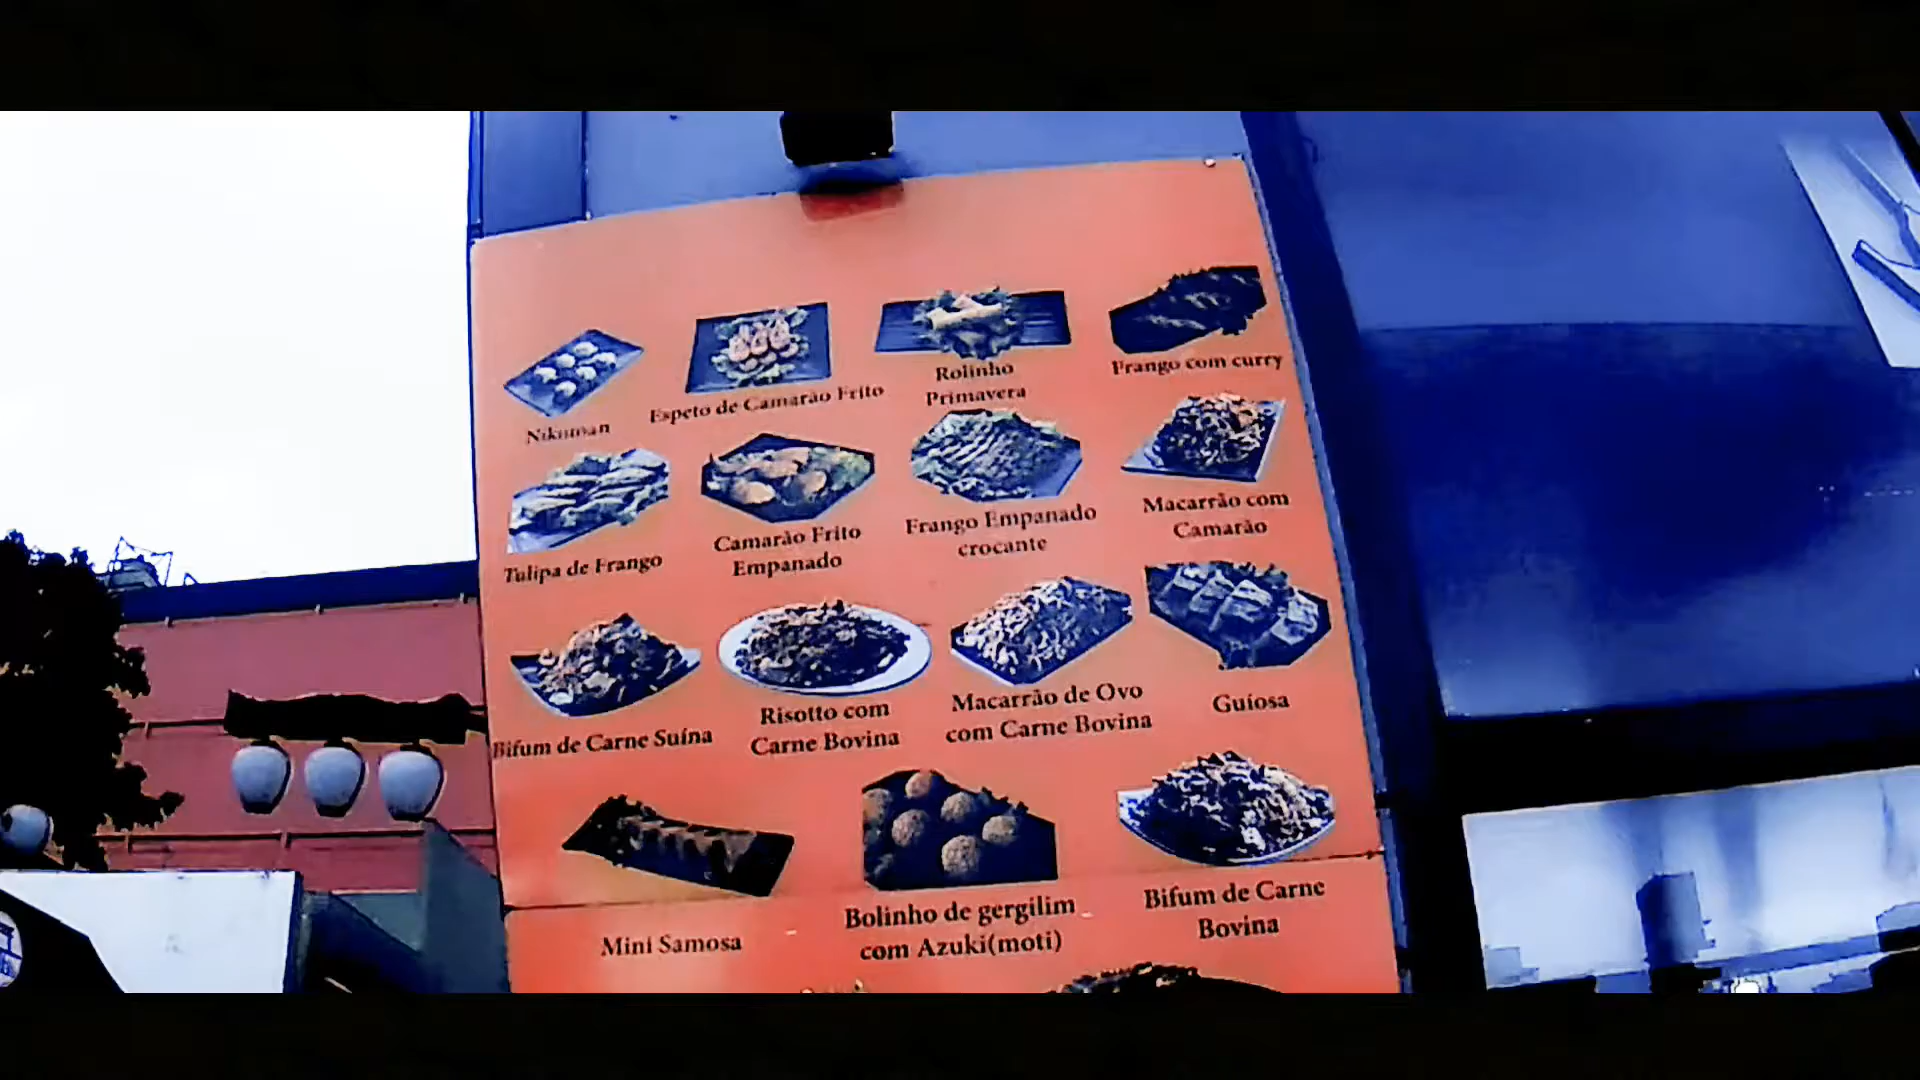 Nikuman
Espeto de Camarão Frito
Rolinho
Primavera
Frango com curry
Tulipa de Frango
Camarão Frito
Empanado
Frango Empanado
crocante
Macarrão com
Camarão
Bifum de Carne Suína
Risotto com
Carne Bovina
Macarrão de Ovo
com Carne Bovina
Guíosa
Mini Samosa
Bolinho de gergilim
com Azuki(moti)
Bifum de Carne
Bovina